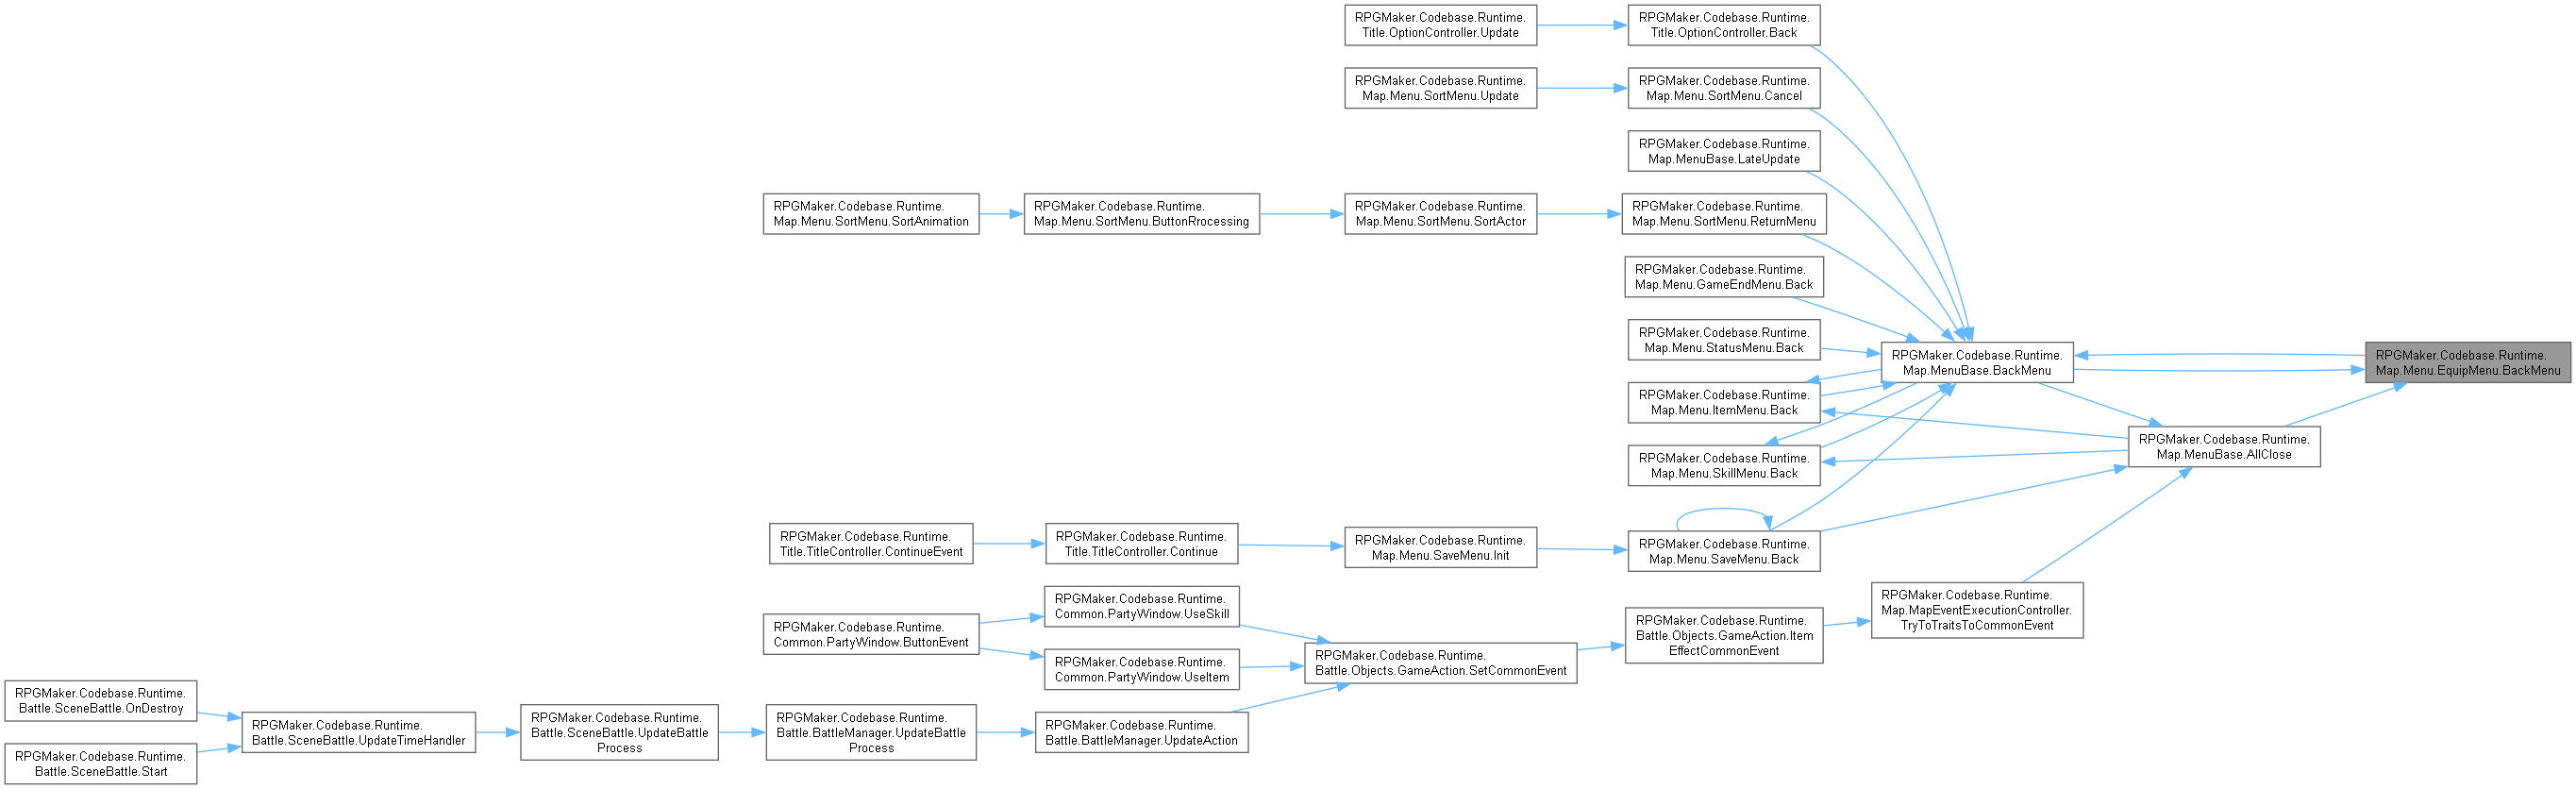 RPGMaker.Codebase.Runtime.
Title.OptionController.Update
RPGMaker.Codebase.Runtime.
Title.OptionController.Back
RPGMaker.Codebase.Runtime.
Map.Menu.SortMenu.Update
RPGMaker.Codebase.Runtime.
Map.Menu.SortMenu.Cancel
RPGMaker.Codebase.Runtime.
Map.MenuBase.LateUpdate
RPGMaker.Codebase.Runtime.
Map.Menu.SortMenu.SortAnimation
RPGMaker.Codebase.Runtime.
Map.Menu.SortMenu.ButtonRrocessing
RPGMaker.Codebase.Runtime.
Map.Menu.SortMenu.SortActor
RPGMaker.Codebase.Runtime.
Map.Menu.SortMenu.ReturnMenu
RPGMaker.Codebase.Runtime.
Map.Menu.GameEndMenu.Back
RPGMaker.Codebase.Runtime.
Map.Menu.StatusMenu.Back
RPGMaker.Codebase.Runtime.
Map.MenuBase.BackMenu
RPGMaker.Codebase.Runtime.
Map.Menu.EquipMenu.BackMenu
RPGMaker.Codebase.Runtime.
Map.Menu.ItemMenu.Back
RPGMaker.Codebase.Runtime.
Map.MenuBase.AllClose
RPGMaker.Codebase.Runtime.
Map.Menu.SkillMenu.Back
RPGMaker.Codebase.Runtime.
Title.TitleController.ContinueEvent
RPGMaker.Codebase.Runtime.
Title.TitleController.Continue
RPGMaker.Codebase.Runtime.
Map.Menu.SaveMenu.Init
RPGMaker.Codebase.Runtime.
Map.Menu.SaveMenu.Back
RPGMaker.Codebase.Runtime.
Map.MapEventExecutionController.
TryToTraitsToCommonEvent
RPGMaker.Codebase.Runtime.
Common.PartyWindow.UseSkill
RPGMaker.Codebase.Runtime.
Common.PartyWindow.ButtonEvent
RPGMaker.Codebase.Runtime.
Battle.Objects.GameAction.Item
EffectCommonEvent
RPGMaker.Codebase.Runtime.
Common.PartyWindow.UseItem
RPGMaker.Codebase.Runtime.
Battle.Objects.GameAction.SetCommonEvent
RPGMaker.Codebase.Runtime.
Battle.SceneBattle.OnDestroy
RPGMaker.Codebase.Runtime.
Battle.SceneBattle.UpdateTimeHandler
RPGMaker.Codebase.Runtime.
Battle.SceneBattle.UpdateBattle
Process
RPGMaker.Codebase.Runtime.
Battle.BattleManager.UpdateBattle
Process
RPGMaker.Codebase.Runtime.
Battle.BattleManager.UpdateAction
RPGMaker.Codebase.Runtime.
Battle.SceneBattle.Start